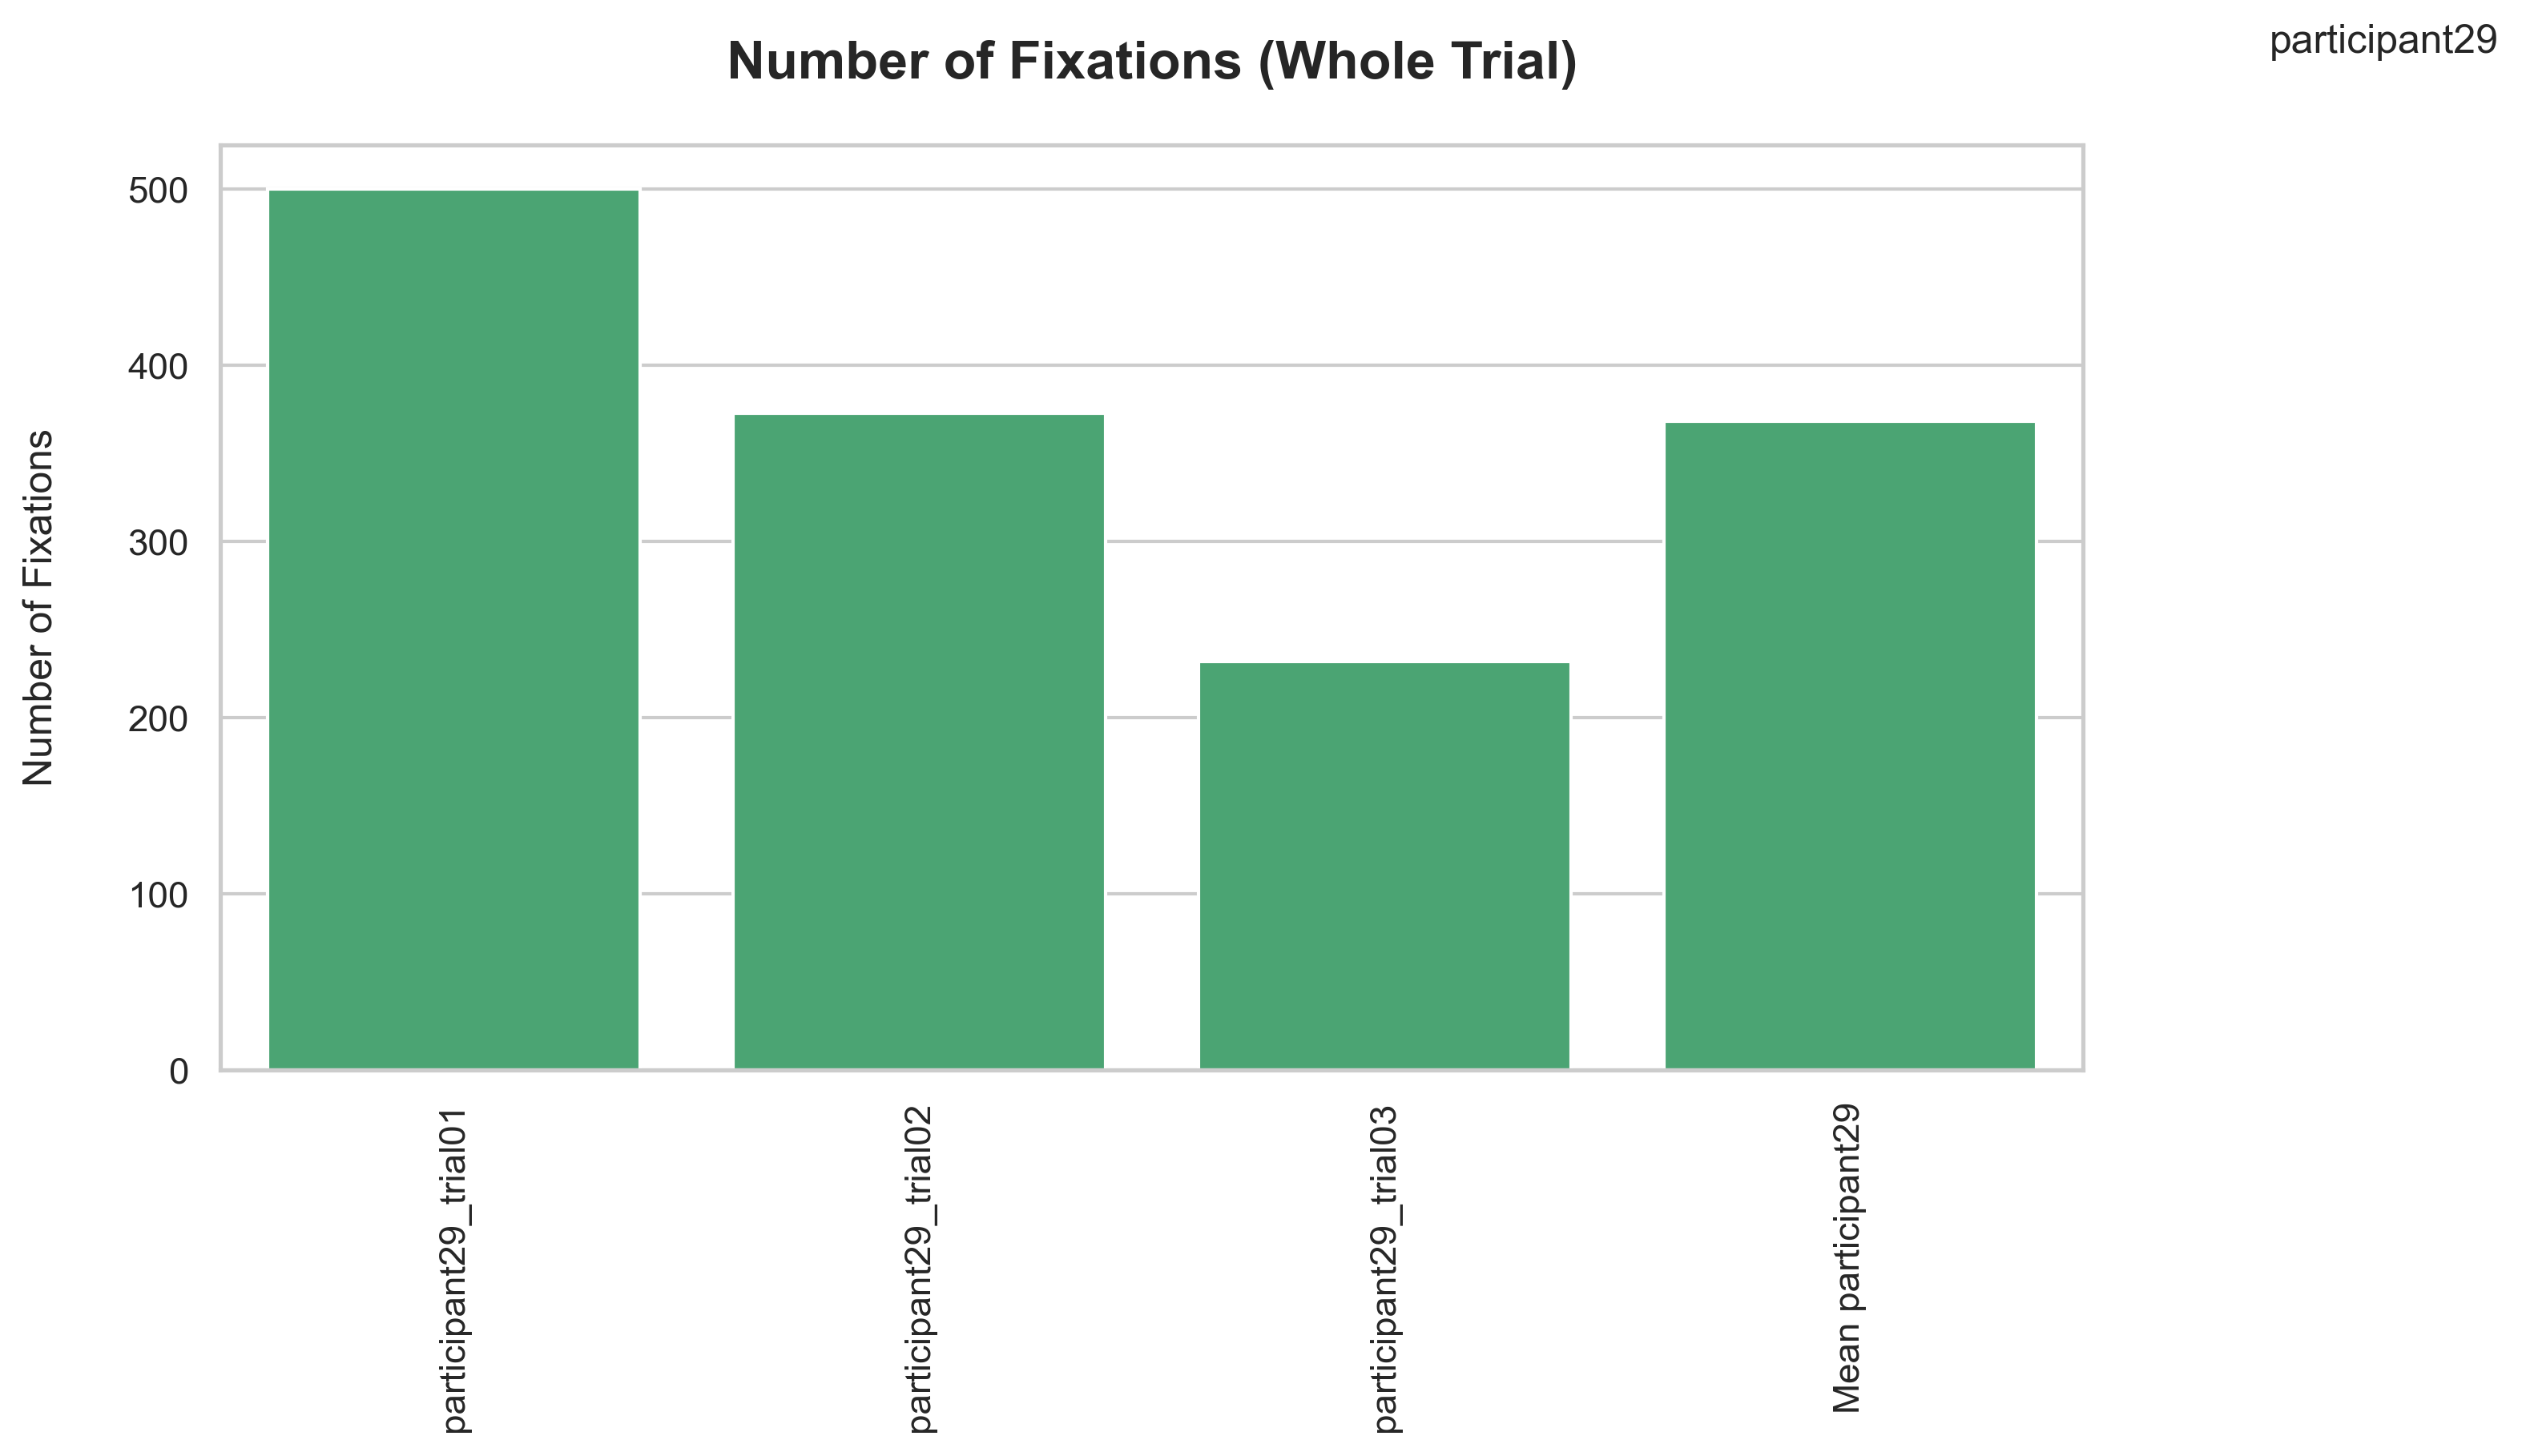 participant29
Number of Fixations (Whole Trial)
Number of Fixations
500
400
300
200
100
0
participant29_trial01
participant29_trial02
participant29_trial03
Mean participant29